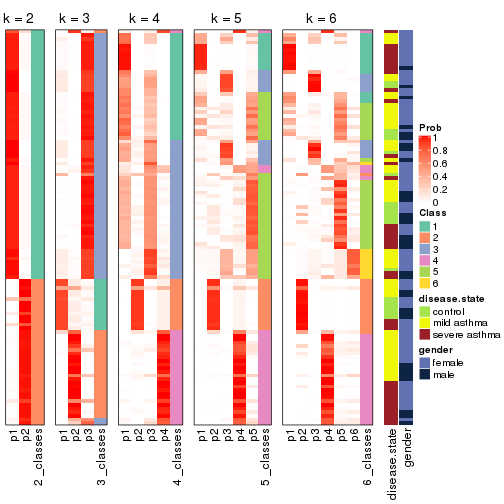 k = 2 k = 3 k = 4 k = 5 k = 6
Prob
1
0.8
0.6
0.4
0.2
0
Class
1
2
3
4
5
6
disease.state
control
mild asthma
severe asthma
gender
female
male
p1 p2 2_classes p1 p2 p3 3_classes p1 p2 p3 p4 4_classes p1 p2 p3 p4 p5 5_classes p1 p2 p3 p4 p5 p6 6_classes disease.state gender